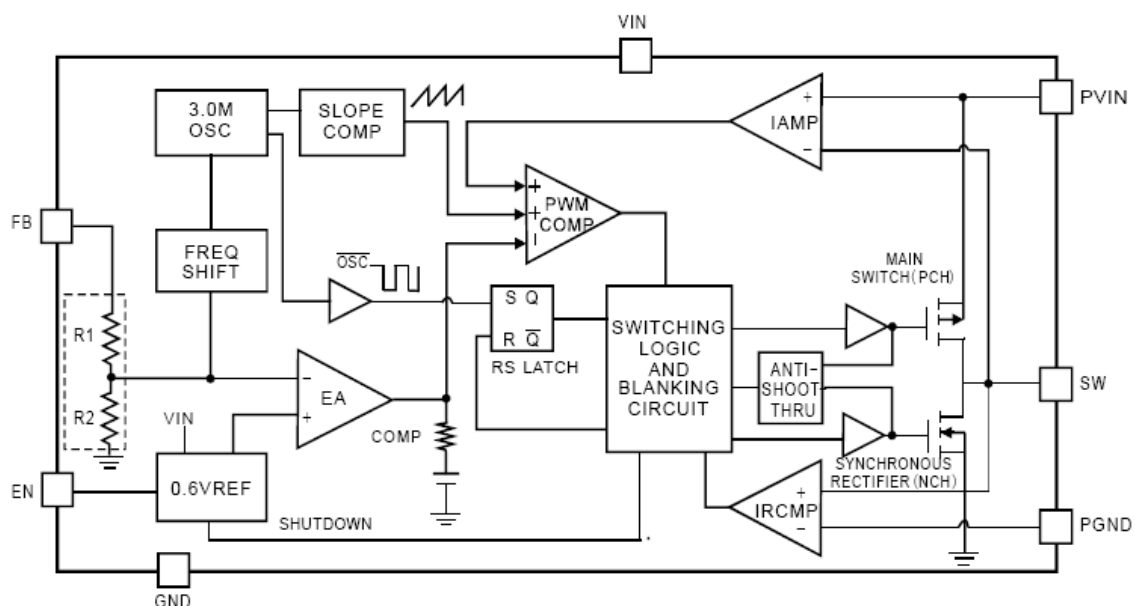 VIN
PVIN
3.0M
OSC
SLOPE
COMP
+
IAMP
−
FB
FREQ
SHIFT
+
+
−
PWM
COMP
OSC
MAIN
SWITCH(PCH)
S Q
R Q
RS LATCH
SWITCHING
LOGIC
AND
BLANKING
CIRCUIT
ANTI-
SHOOT
THRU
SW
R1
R2
−
EA
+
COMP
VIN
EN
0.6VREF
SHUTDOWN
SYNCHRONOUS
RECTIFIER(NCH)
+
IRCMP
−
PGND
GND